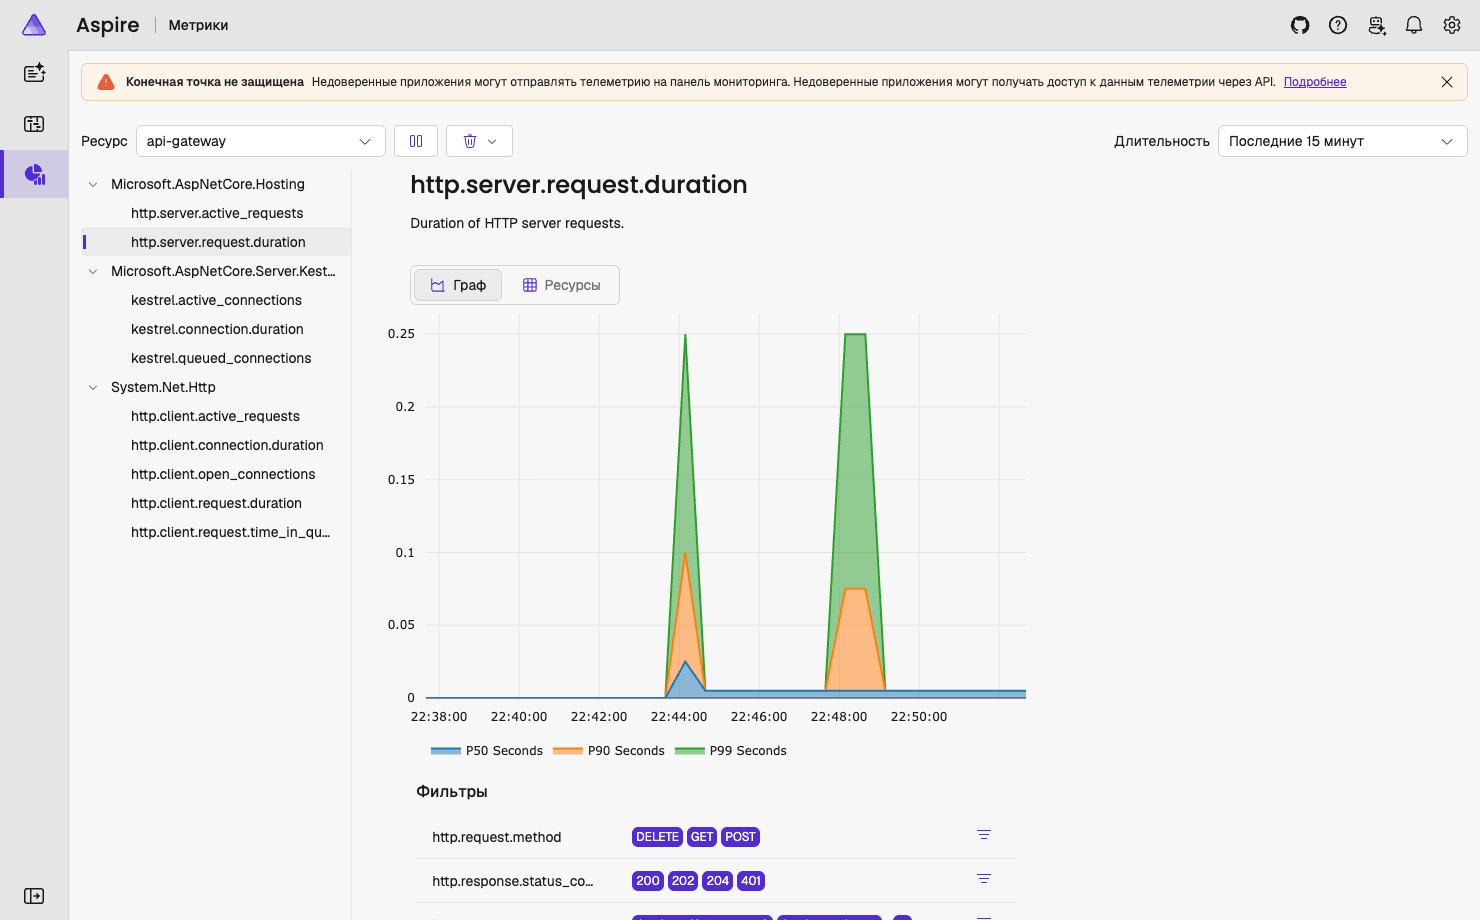 Aspire
Метрики
Конечная точка не защищена Недоверенные приложения могут отправлять телеметрию на панель мониторинга. Недоверенные приложения могут получать доступ к данным телеметрии через API. Подробнее
Ресурс
api-gateway
Длительность
Последние 15 минут
Microsoft.AspNetCore.Hosting
http.server.active_requests
http.server.request.duration
Microsoft.AspNetCore.Server.Kest...
kestrel.active_connections
kestrel.connection.duration
kestrel.queued_connections
System.Net.Http
http.client.active_requests
http.client.connection.duration
http.client.open_connections
http.client.request.duration
http.client.request.time_in_qu...
http.server.request.duration
Duration of HTTP server requests.
Граф
Ресурсы
0.25
0.2
0.15
0.1
0.05
0
22:38:00 22:40:00 22:42:00 22:44:00 22:46:00 22:48:00 22:50:00
P50 Seconds P90 Seconds P99 Seconds
Фильтры
http.request.method DELETE GET POST
http.response.status_co... 200 202 204 401